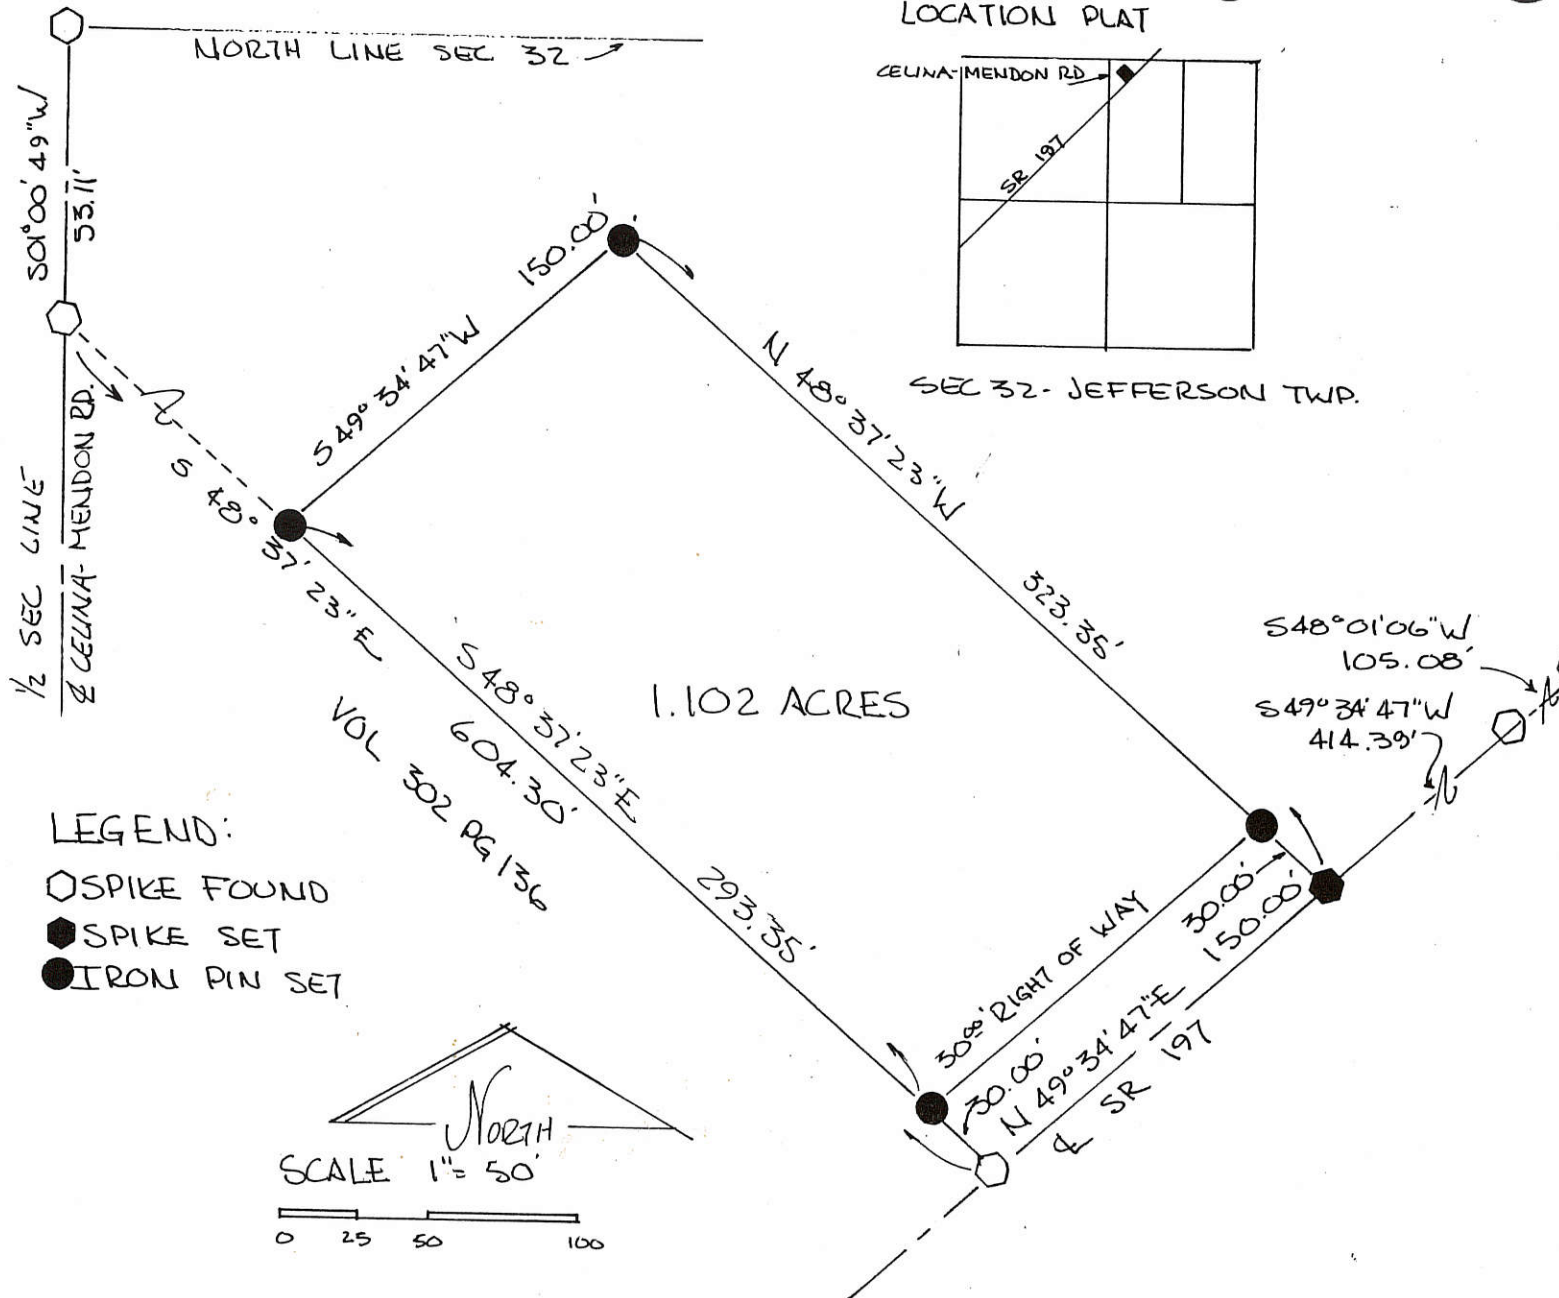 LOCATION PLAT
CELINA-MENDON RD
SR 197
SEC 32- JEFFERSON TWP.
NORTH LINE SEC 32
S01°00'49"W
53.11'
1/2 SEC LINE
℄ CELINA-MENDON RD.
S 48° 37' 23"E
S49° 34' 47"W
150.00'
N 48° 37' 23"W
323.35'
S48° 37' 23"E
604.30'
VOL 302 PG 136
293.35'
1.102 ACRES
S48°01'06"W
105.08'
S49°34'47"W
414.39'
30.00'
150.00'
30⁰⁰' RIGHT OF WAY
30.00'
N 49° 34' 47"E
℄ SR 197
LEGEND:
SPIKE FOUND
SPIKE SET
IRON PIN SET
NORTH
SCALE 1"= 50'
0 25 50 100